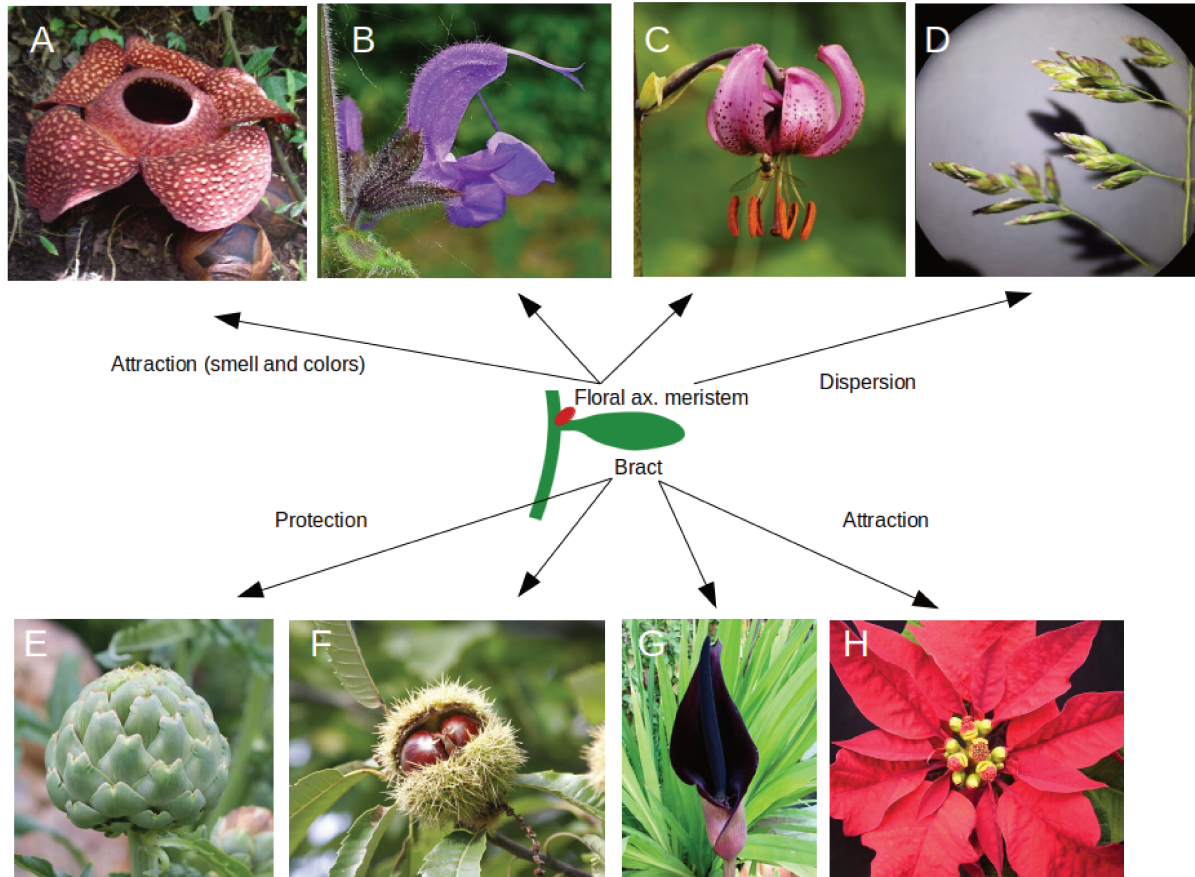 A
B
C
D
Attraction (smell and colors)
Dispersion
Floral ax. meristem
Bract
Protection
Attraction
E
F
G
H